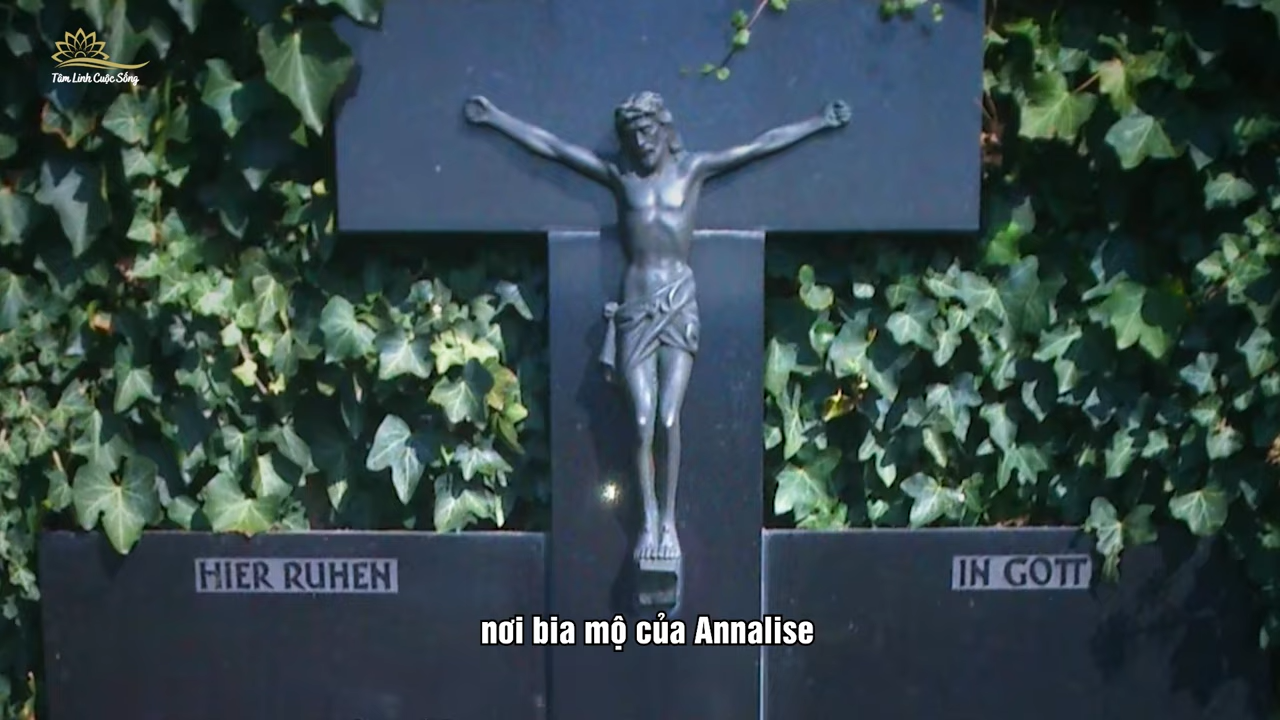 Tâm Linh Cuộc Sống
HIER RUHEN
IN GOTT
nơi bia mộ của Annalise